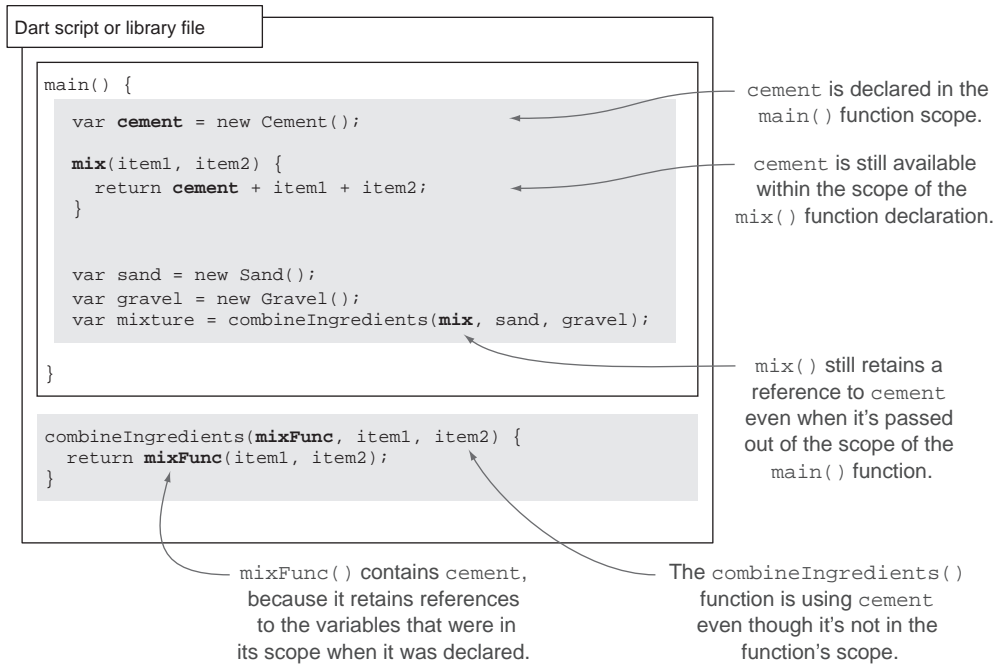 Dart script or library file
main() {
var cement = new Cement();
mix(item1, item2) {
return cement + item1 + item2;
}
var sand = new Sand();
var gravel = new Gravel();
var mixture = combineIngredients(mix, sand, gravel);
}
combineIngredients(mixFunc, item1, item2) {
return mixFunc(item1, item2);
}
cement is declared in the
main() function scope.
cement is still available
within the scope of the
mix() function declaration.
mix() still retains a
reference to cement
even when it's passed
out of the scope of the
main() function.
mixFunc() contains cement,
because it retains references
to the variables that were in
its scope when it was declared.
The combineIngredients()
function is using cement
even though it's not in the
function's scope.